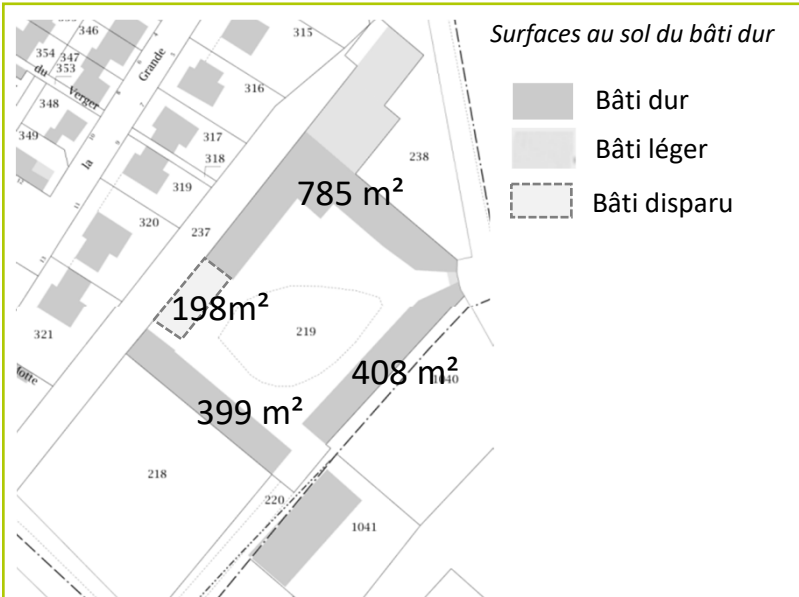 Surfaces au sol du bâti dur
Bâti dur
Bâti léger
Bâti disparu
346
315
354 347
353
du
Verger
Grande
316
348
317
349
318
la
319
238
785 m²
320
237
198m²
321
219
408 m²
1040
399 m²
218
220
1041